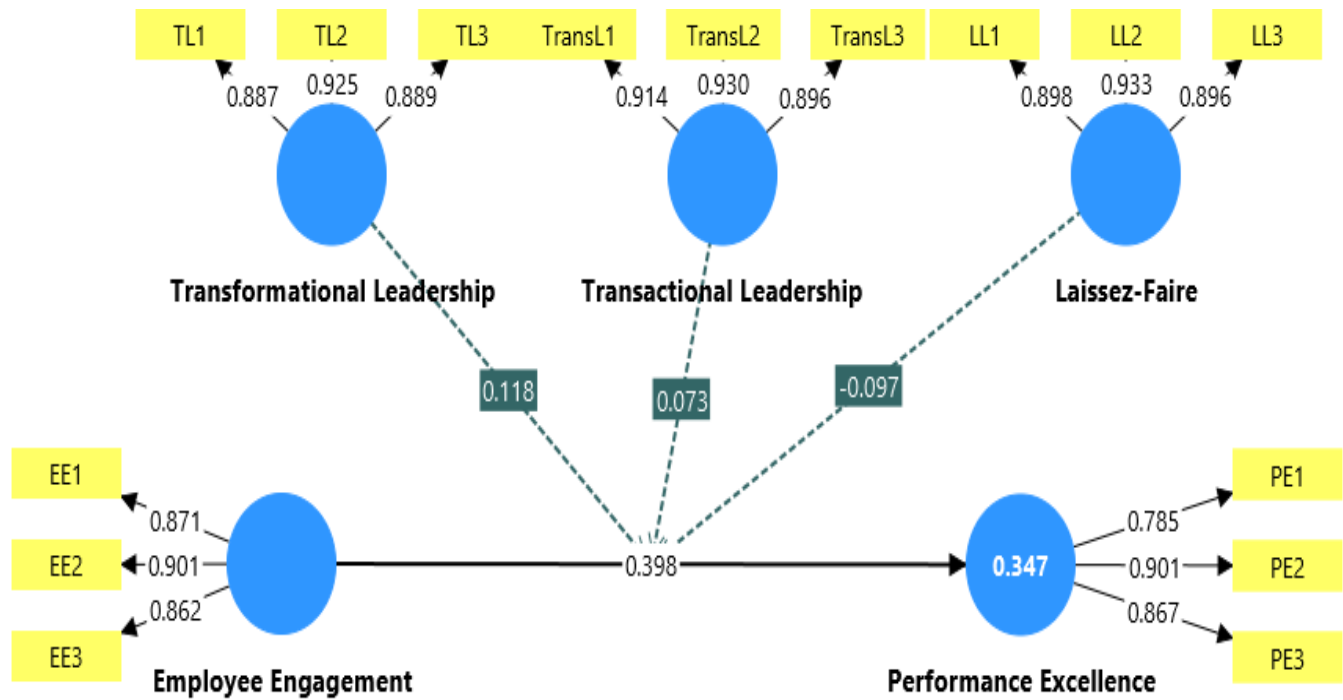 TL1 TL2 TL3 TransL1 TransL2 TransL3 LL1 LL2 LL3
0.887 0.925 0.889 0.914 0.930 0.896 0.898 0.933 0.896
Transformational Leadership Transactional Leadership Laissez-Faire
0.118 0.073 -0.097
EE1 PE1
0.871 0.785
EE2 0.901 0.398 0.347 0.901 PE2
0.862 0.867
EE3 PE3
Employee Engagement Performance Excellence